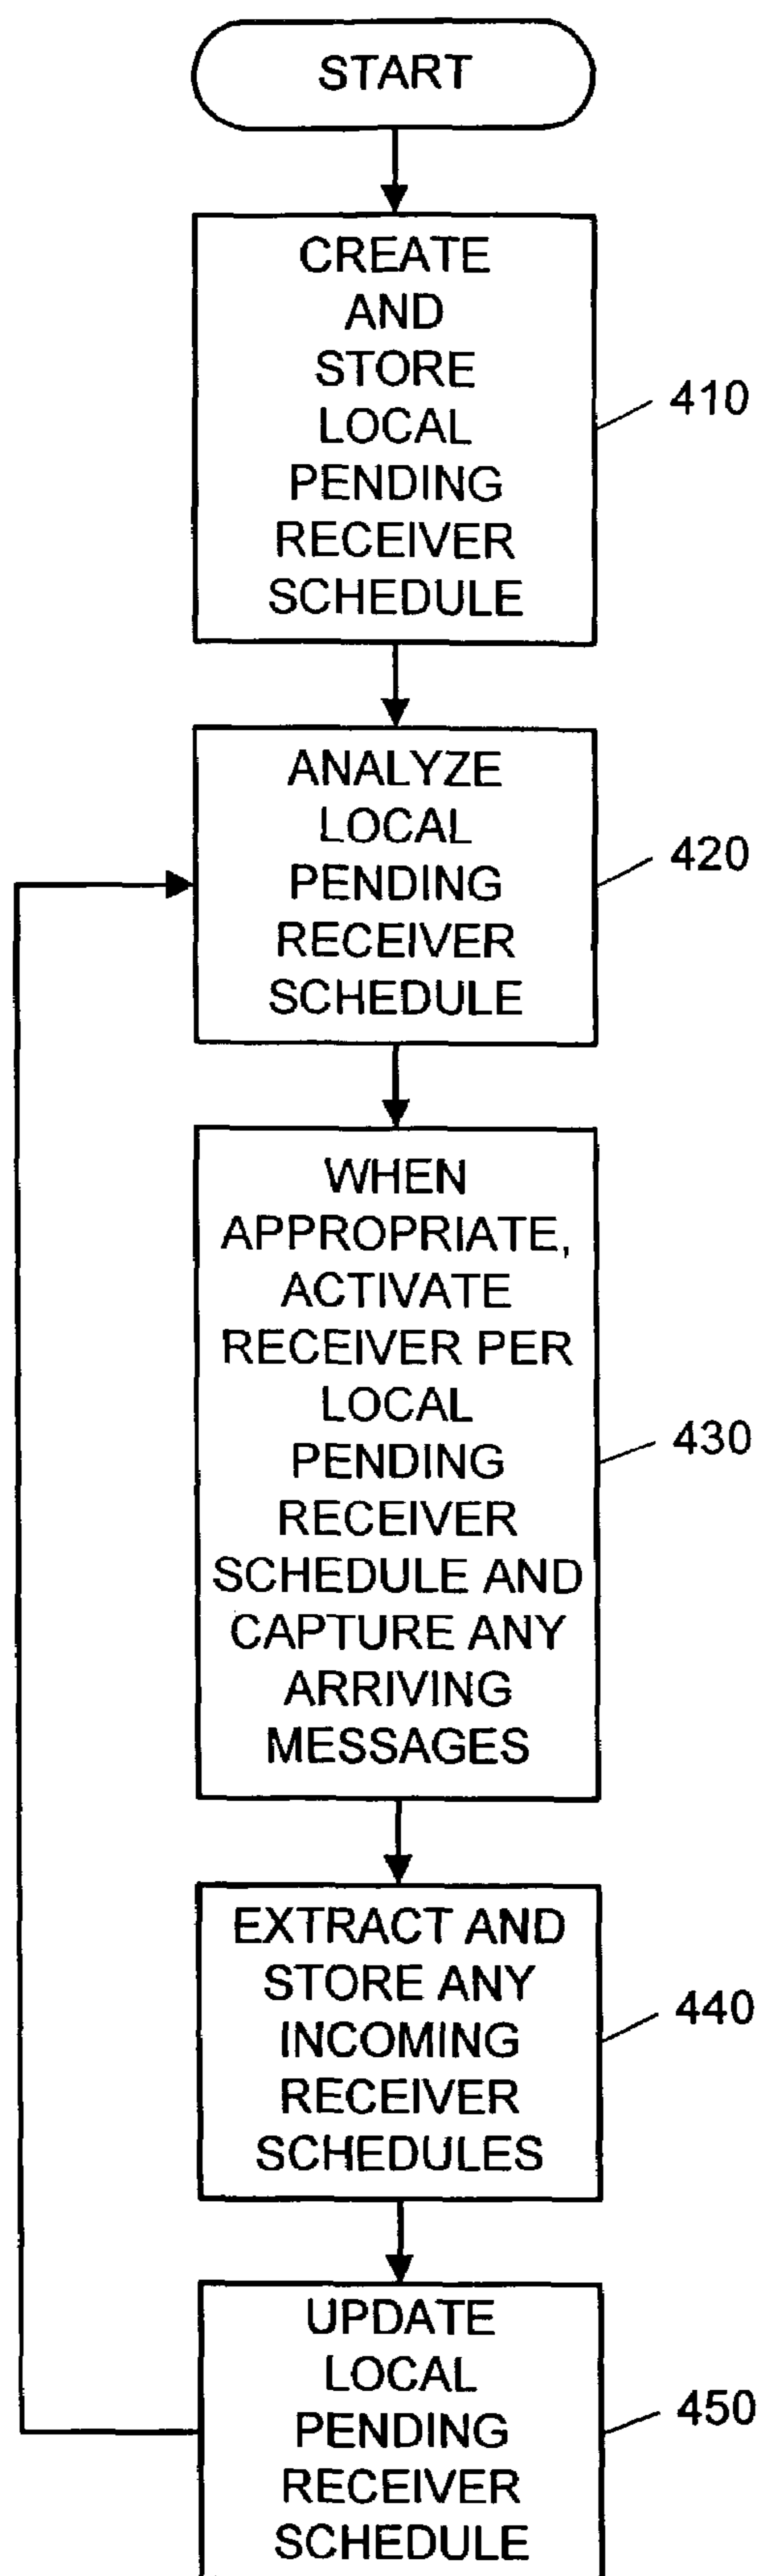 START
CREATE
AND
STORE
LOCAL
PENDING
RECEIVER
SCHEDULE
410
ANALYZE
LOCAL
PENDING
RECEIVER
SCHEDULE
420
WHEN
APPROPRIATE,
ACTIVATE
RECEIVER PER
LOCAL
PENDING
RECEIVER
SCHEDULE AND
CAPTURE ANY
ARRIVING
MESSAGES
430
EXTRACT AND
STORE ANY
INCOMING
RECEIVER
SCHEDULES
440
UPDATE
LOCAL
PENDING
RECEIVER
SCHEDULE
450